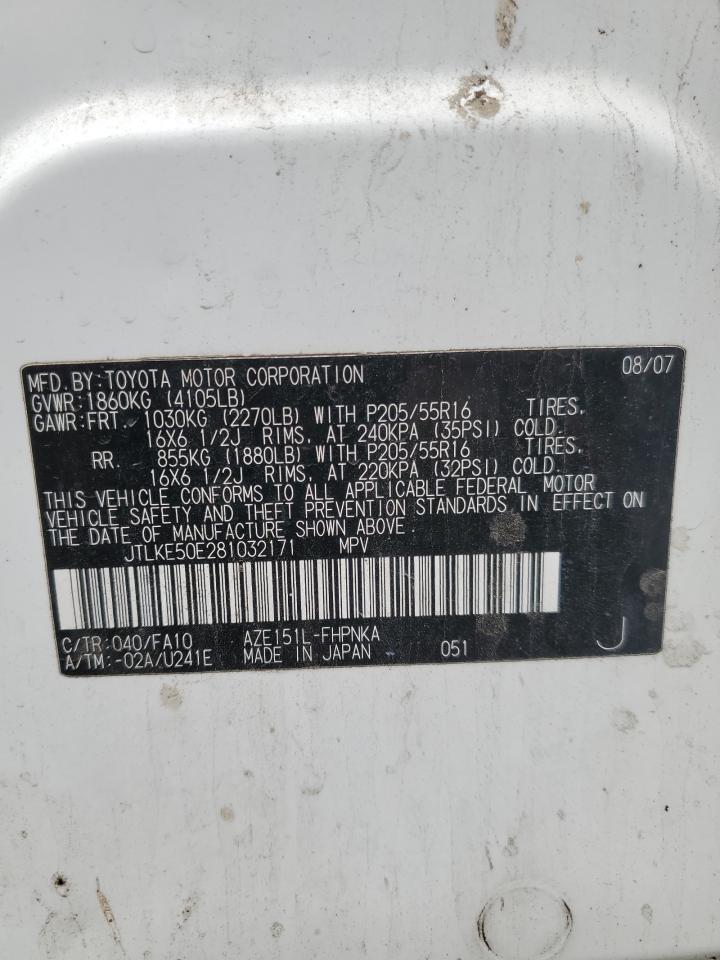 MFD.BY:TOYOTA MOTOR CORPORATION 08/07
GVWR:1860KG (4105LB)
GAWR:FRT. 1030KG (2270LB) WITH P205/55R16 TIRES,
16X6 1/2J RIMS, AT 240KPA (35PSI) COLD.
RR. 855KG (1880LB) WITH P205/55R16 TIRES,
16X6 1/2J RIMS, AT 220KPA (32PSI) COLD.
THIS VEHICLE CONFORMS TO ALL APPLICABLE FEDERAL MOTOR
VEHICLE SAFETY AND THEFT PREVENTION STANDARDS IN EFFECT ON
THE DATE OF MANUFACTURE SHOWN ABOVE.
JTLKE50E281032171 MPV
C/TR:040/FA10 AZE151L-FHPNKA
A/TM:-02A/U241E MADE IN JAPAN 051 J